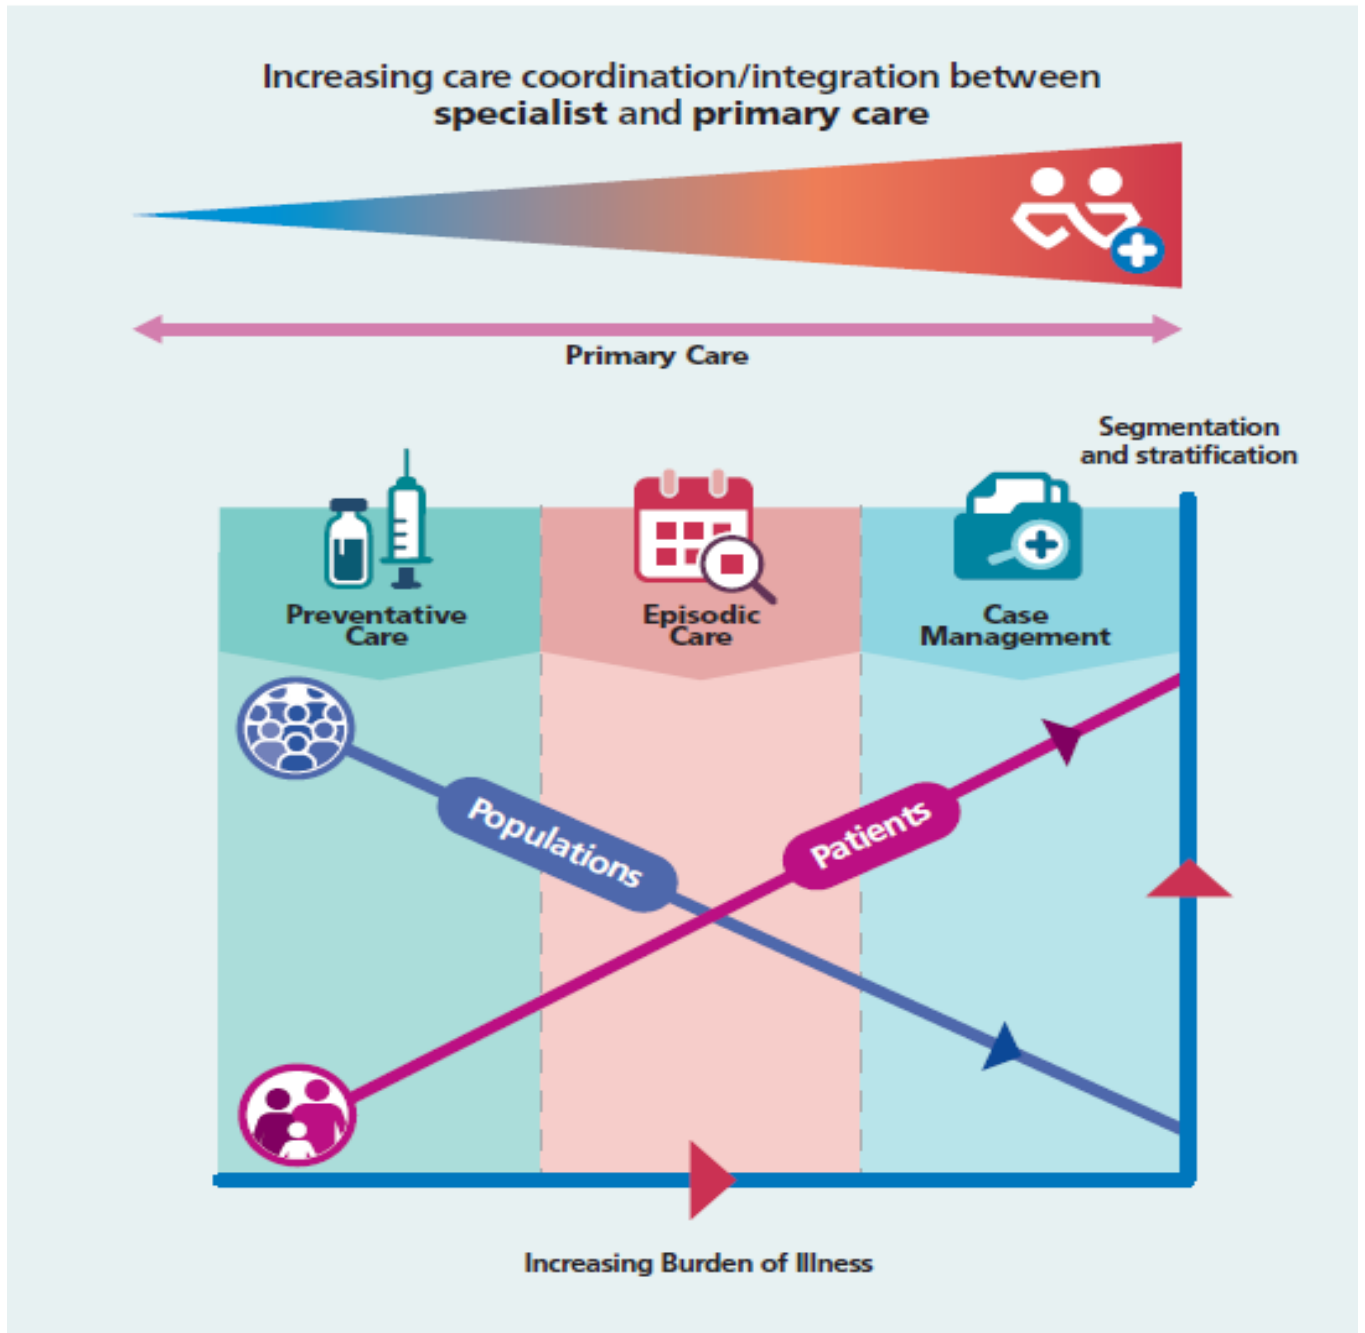 Increasing care coordination/integration between
specialist and primary care
Primary Care
Segmentation
and stratification
Preventative
Care
Episodic
Care
Case
Management
Populations
Patients
Increasing Burden of Illness